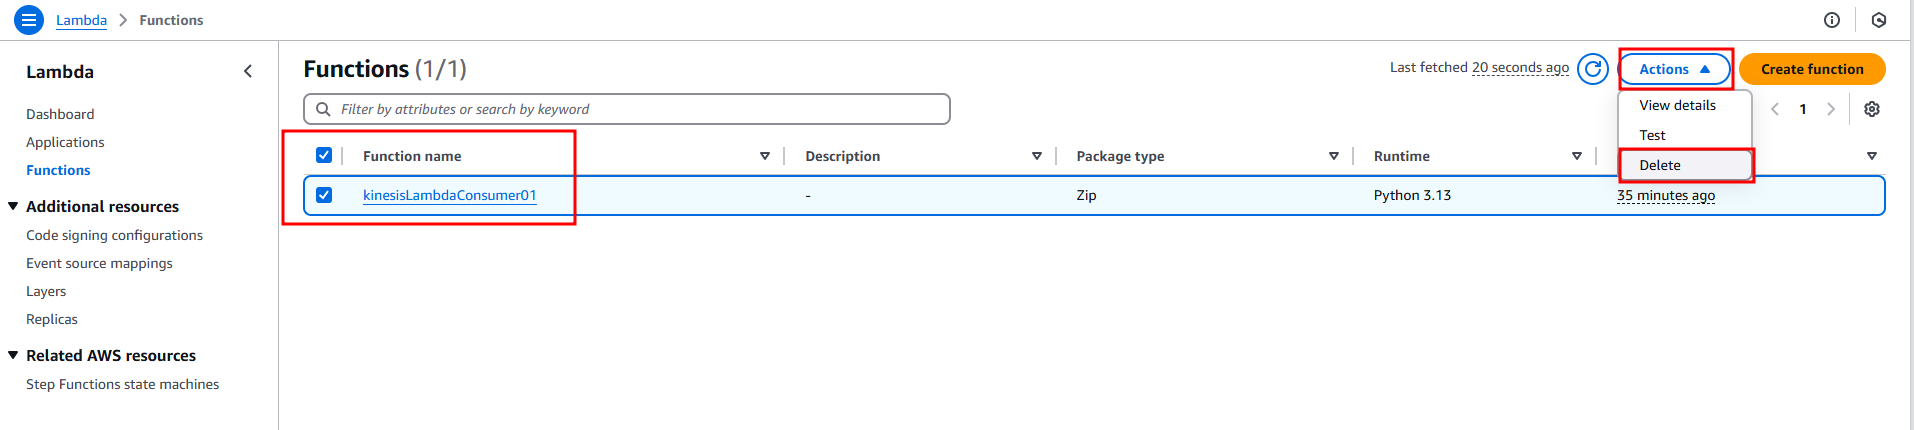 Lambda > Functions
Lambda
Dashboard
Applications
Functions
Additional resources
Code signing configurations
Event source mappings
Layers
Replicas
Related AWS resources
Step Functions state machines
Functions (1/1)
Last fetched 20 seconds ago
Actions
Create function
Filter by attributes or search by keyword
View details
Test
Delete
1
Function name Description Package type Runtime
kinesisLambdaConsumer01 - Zip Python 3.13 35 minutes ago